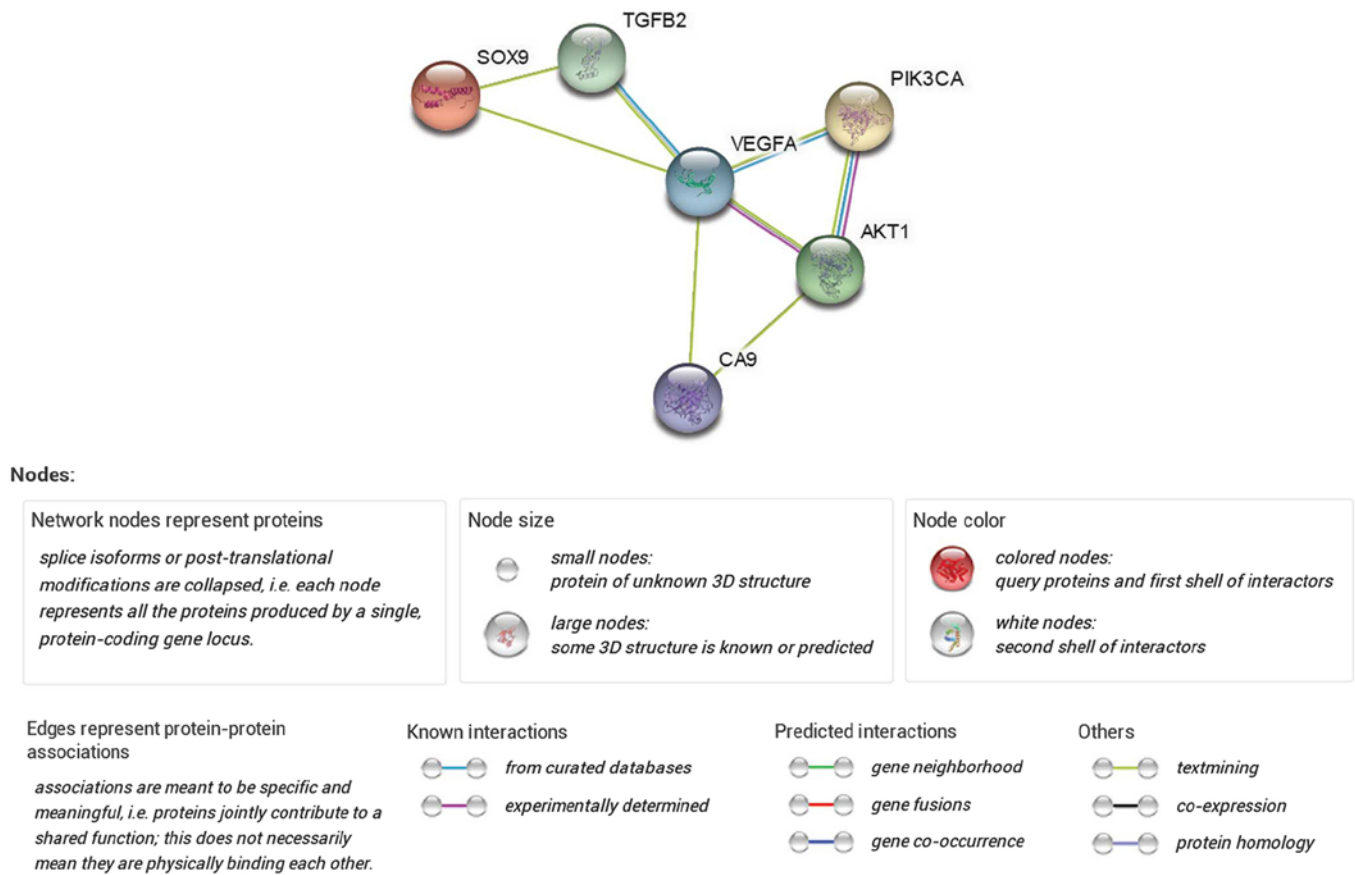 TGFB2
SOX9
PIK3CA
VEGFA
AKT1
CA9
Nodes:
Network nodes represent proteins
splice isoforms or post-translational
modifications are collapsed, i.e. each node
represents all the proteins produced by a single,
protein-coding gene locus.
Node size
small nodes:
protein of unknown 3D structure
large nodes:
some 3D structure is known or predicted
Node color
colored nodes:
query proteins and first shell of interactors
white nodes:
second shell of interactors
Edges represent protein-protein
associations
associations are meant to be specific and
meaningful, i.e. proteins jointly contribute to a
shared function; this does not necessarily
mean they are physically binding each other.
Known interactions
from curated databases
experimentally determined
Predicted interactions
gene neighborhood
gene fusions
gene co-occurrence
Others
textmining
co-expression
protein homology